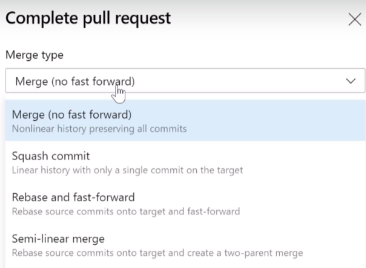 Complete pull request
Merge type
Merge (no fast forward)
Merge (no fast forward)
Nonlinear history preserving all commits
Squash commit
Linear history with only a single commit on the target
Rebase and fast-forward
Rebase source commits onto target and fast-forward
Semi-linear merge
Rebase source commits onto target and create a two-parent merge